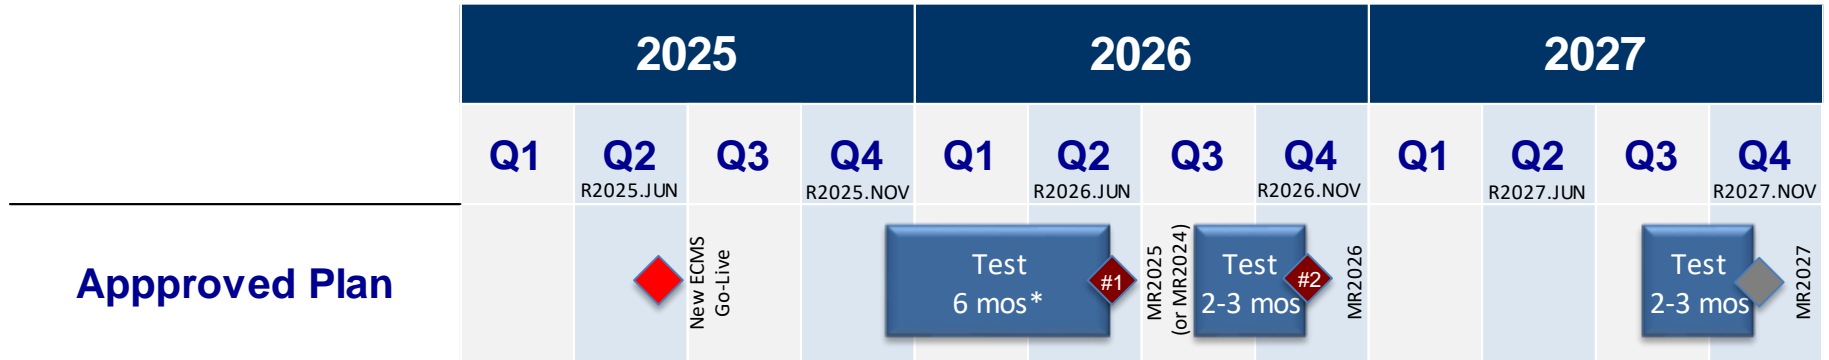 2025 2026 2027
Q1 Q2 Q3 Q4 Q1 Q2 Q3 Q4 Q1 Q2 Q3 Q4
R2025.JUN R2025.NOV R2026.JUN R2026.NOV R2027.JUN R2027.NOV
Appproved Plan
New ECMS
Go-Live
Test
6 mos*
#1
MR2025
(or MR2024)
Test
2-3 mos
#2
MR2026
Test
2-3 mos
MR2027